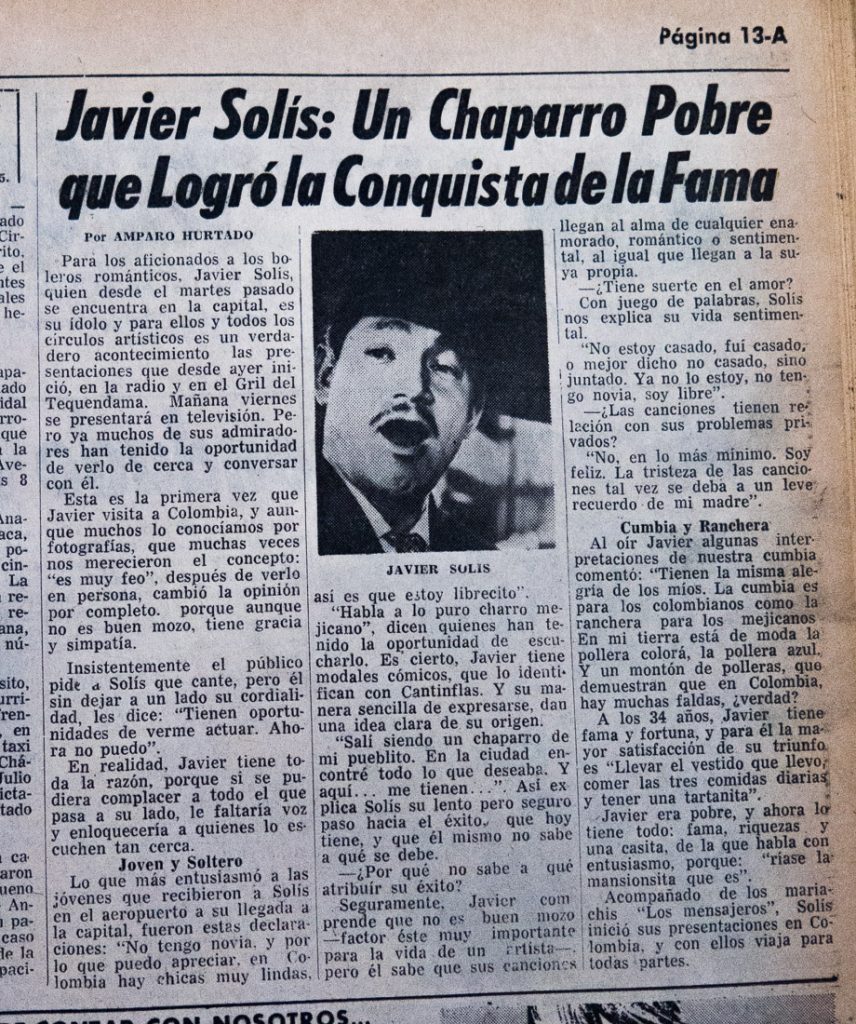 Página 13-A
Javier Solís: Un Chaparro Pobre
que Logró la Conquista de la Fama
Por AMPARO HURTADO
Para los aficionados a los bo-
leros románticos, Javier Solís,
quien desde el martes pasado
se encuentra en la capital, es
su ídolo y para ellos y todos los
círculos artísticos es un verda-
dero acontecimiento las pre-
sentaciones que desde ayer ini-
ció, en la radio y en el Gril del
Tequendama. Mañana viernes
se presentará en televisión. Pe-
ro ya muchos de sus admirado-
res han tenido la oportunidad
de verlo de cerca y conversar
con él.
Esta es la primera vez que
Javier visita a Colombia, y aun-
que muchos lo conocíamos por
fotografías, que muchas veces
nos merecieron el concepto:
"es muy feo", después de verlo
en persona, cambió la opinión
por completo. porque aunque
no es buen mozo, tiene gracia
y simpatía.
Insistentemente el público
pide a Solís que cante, pero él
sin dejar a un lado su cordiali-
dad, les dice: "Tienen oportu-
nidades de verme actuar. Aho-
ra no puedo".
En realidad, Javier tiene to-
da la razón, porque si se pu-
diera complacer a todo el que
pasa a su lado, le faltaría voz
y enloquecería a quienes lo es-
cuchen tan cerca.
Joven y Soltero
Lo que más entusiasmó a las
jóvenes que recibieron a Solís
en el aeropuerto a su llegada a
la capital, fueron estas declara-
ciones: "No tengo novia, y por
lo que puedo apreciar, en Co-
lombia hay chicas muy lindas,
JAVIER SOLIS
así es que estoy librecito".
"Habla a lo puro charro me-
jicano", dicen quienes han te-
nido la oportunidad de escu-
charlo. Es cierto, Javier tiene
modales cómicos, que lo identi-
fican con Cantinflas. Y su ma-
nera sencilla de expresarse, dan
una idea clara de su origen.
"Salí siendo un chaparro de
mi pueblito. En la ciudad en-
contré todo lo que deseaba. Y
aquí... me tienen...". Así ex-
plica Solís su lento pero seguro
paso hacia el éxito, que hoy
tiene, y que él mismo no sabe
a qué se debe.
—¿Por qué no sabe a qué
atribuír su éxito?
Seguramente, Javier com
prende que no es buen mozo
—factor éste muy importante
para la vida de un artista—,
pero él sabe que sus canciones
llegan al alma de cualquier ena-
morado, romántico o sentimen-
tal, al igual que llegan a la su-
ya propia.
—¿Tiene suerte en el amor?
Con juego de palabras, Solís
nos explica su vida sentimen-
tal.
"No estoy casado, fui casado,
o mejor dicho no casado, sino
juntado. Ya no lo estoy, no ten-
go novia, soy libre".
—¿Las canciones tienen re-
lación con sus problemas pri-
vados?
"No, en lo más mínimo. Soy
feliz. La tristeza de las cancio-
nes tal vez se deba a un leve
recuerdo de mi madre".
Cumbia y Ranchera
Al oír Javier algunas inter-
pretaciones de nuestra cumbia
comentó: "Tienen la misma ale-
gría de los míos. La cumbia es
para los colombianos como la
ranchera para los mejicanos
En mi tierra está de moda la
pollera colorá, la pollera azul.
Y un montón de polleras, que
demuestran que en Colombia,
hay muchas faldas, ¿verdad?
A los 34 años, Javier tiene
fama y fortuna, y para él la ma-
yor satisfacción de su triunfo
es "Llevar el vestido que llevo,
comer las tres comidas diarias
y tener una tartanita".
Javier era pobre, y ahora lo
tiene todo: fama, riquezas y
una casita, de la que habla con
entusiasmo, porque: "ríase la
mansionsita que es".
Acompañado de los maria-
chis "Los mensajeros", Solís
inició sus presentaciones en Co-
lombia, y con ellos viaja para
todas partes.
CONTAR CON NOSOTROS...